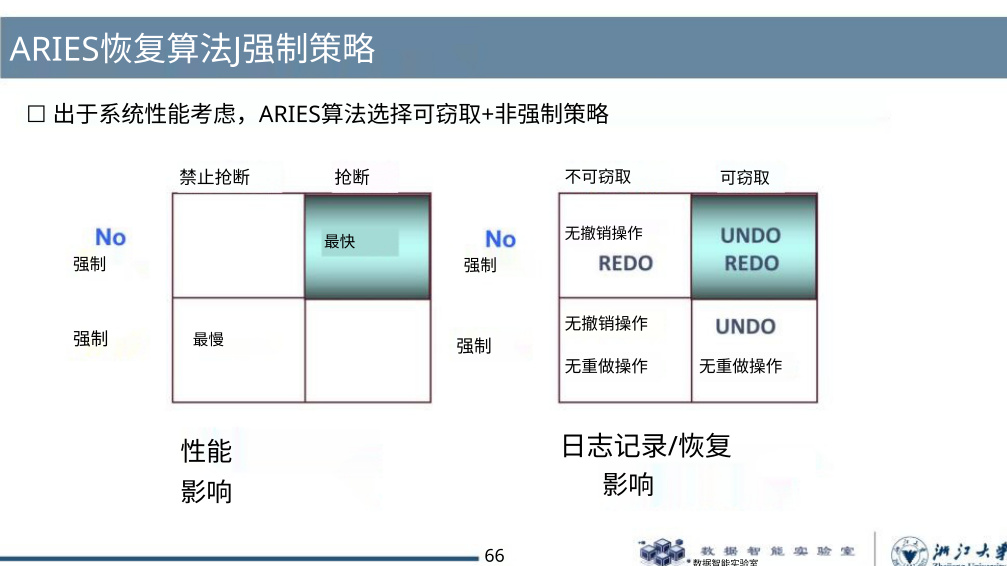 ARIES恢复算法J强制策略
□ 出于系统性能考虑，ARIES算法选择可窃取+非强制策略
禁止抢断 抢断
No
强制
最快
强制
最慢
性能
影响
不可窃取 可窃取
No
强制
无撤销操作
REDO
UNDO
REDO
强制
无撤销操作
无重做操作
UNDO
无重做操作
日志记录/恢复
影响
66
数据智能实验室
*数据智能实验室
浙江大学
Zhejiang University